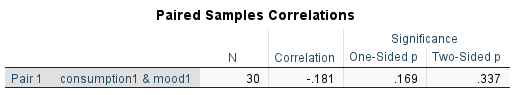 Paired Samples Correlations
Significance
N Correlation One-Sided p Two-Sided p
Pair 1 consumption1 & mood1 30 -.181 .169 .337